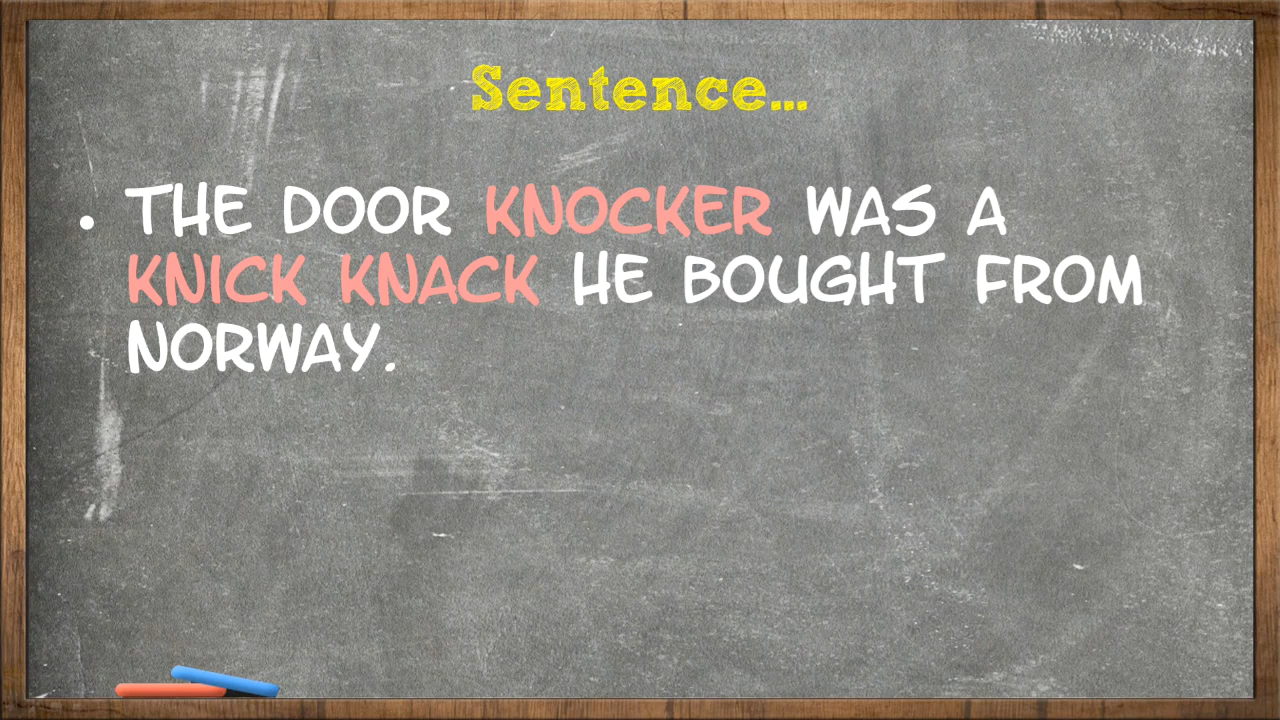 Sentence...
• THE DOOR KNOCKER WAS A
KNICK KNACK HE BOUGHT FROM
NORWAY.